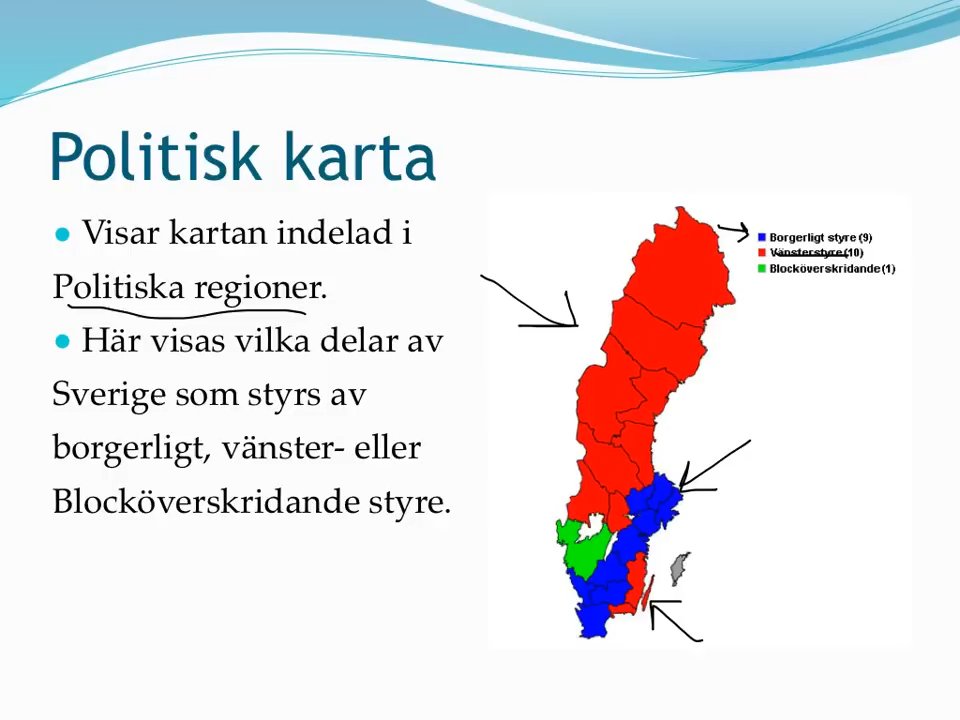 Politisk karta
● Visar kartan indelad i
Politiska regioner.
● Här visas vilka delar av
Sverige som styrs av
borgerligt, vänster- eller
Blocköverskridande styre.
Borgerligt styre (9)
Vänsterstyre (10)
Blocköverskridande (1)